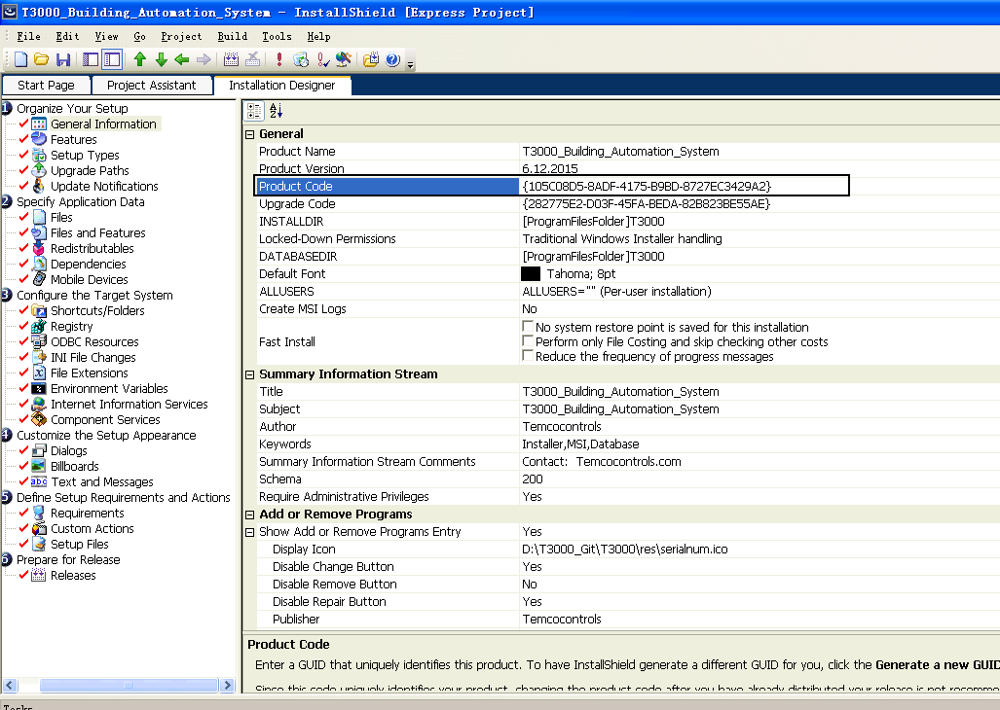 T3000_Building_Automation_System - InstallShield [Express Project]
File Edit View Go Project Build Tools Help
Start Page Project Assistant Installation Designer
1 Organize Your Setup
General Information
Features
Setup Types
Upgrade Paths
Update Notifications
2 Specify Application Data
Files
Files and Features
Redistributables
Dependencies
Mobile Devices
3 Configure the Target System
Shortcuts/Folders
Registry
ODBC Resources
INI File Changes
File Extensions
Environment Variables
Internet Information Services
Component Services
4 Customize the Setup Appearance
Dialogs
Billboards
Text and Messages
5 Define Setup Requirements and Actions
Requirements
Custom Actions
Setup Files
6 Prepare for Release
Releases
General
Product Name T3000_Building_Automation_System
Product Version 6.12.2015
Product Code {105C08D5-8ADF-4175-B9BD-8727EC3429A2}
Upgrade Code {282775E2-D03F-45FA-BEDA-82B823BE55AE}
INSTALLDIR [ProgramFilesFolder]T3000
Locked-Down Permissions Traditional Windows Installer handling
DATABASEDIR [ProgramFilesFolder]T3000
Default Font Tahoma; 8pt
ALLUSERS ALLUSERS="" (Per-user installation)
Create MSI Logs No
Fast Install
No system restore point is saved for this installation
Perform only File Costing and skip checking other costs
Reduce the frequency of progress messages
Summary Information Stream
Title T3000_Building_Automation_System
Subject T3000_Building_Automation_System
Author Temcocontrols
Keywords Installer,MSI,Database
Summary Information Stream Comments Contact: Temcocontrols.com
Schema 200
Require Administrative Privileges Yes
Add or Remove Programs
Show Add or Remove Programs Entry Yes
Display Icon D:\T3000_Git\T3000\res\serialnum.ico
Disable Change Button Yes
Disable Remove Button No
Disable Repair Button Yes
Publisher Temcocontrols
Product Code
Enter a GUID that uniquely identifies this product. To have InstallShield generate a different GUID for you, click the Generate a new GUID
Since this code uniquely identifies your product, changing the product code after you have already distributed your release is not recomme
Tasks